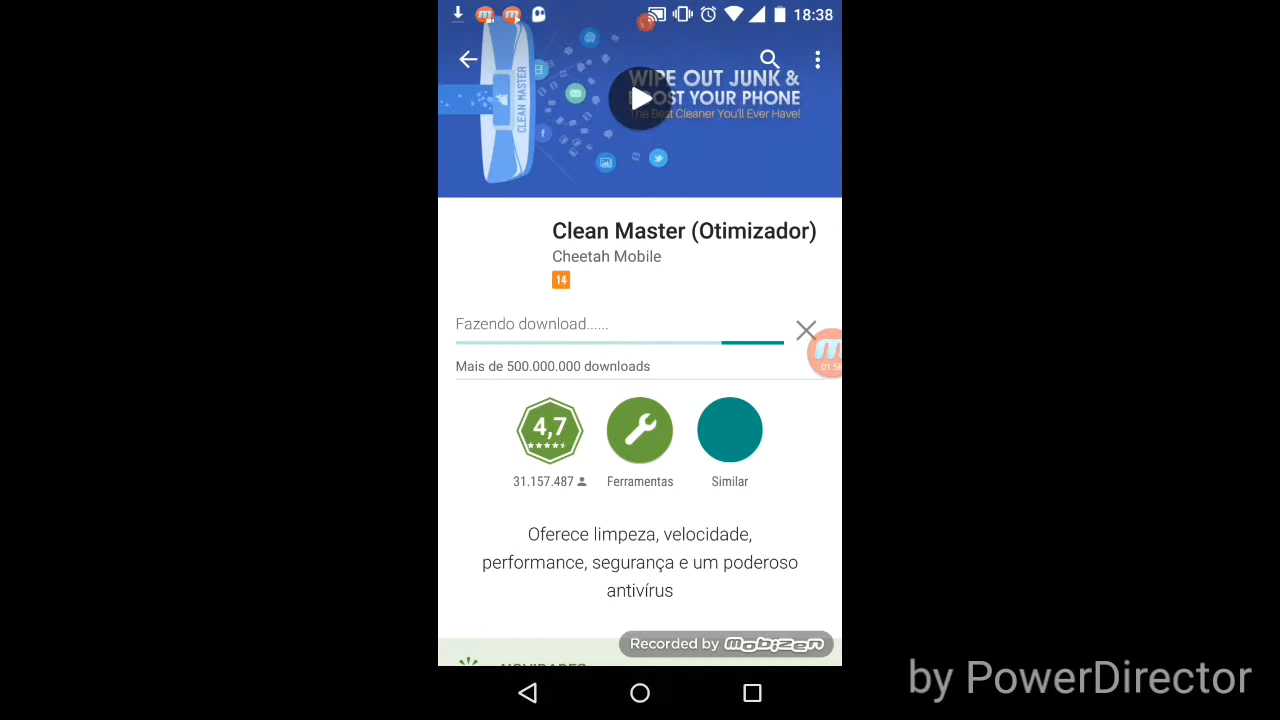 18:38
CLEAN MASTER
WIPE OUT JUNK &
BOOST YOUR PHONE
The Best Cleaner You'll Ever Have!
Clean Master (Otimizador)
Cheetah Mobile
14
Fazendo download......
Mais de 500.000.000 downloads
4,7
31.157.487
Ferramentas
Similar
Oferece limpeza, velocidade,
performance, segurança e um poderoso
antivírus
Recorded by mobizen
NOVIDADES
by PowerDirector